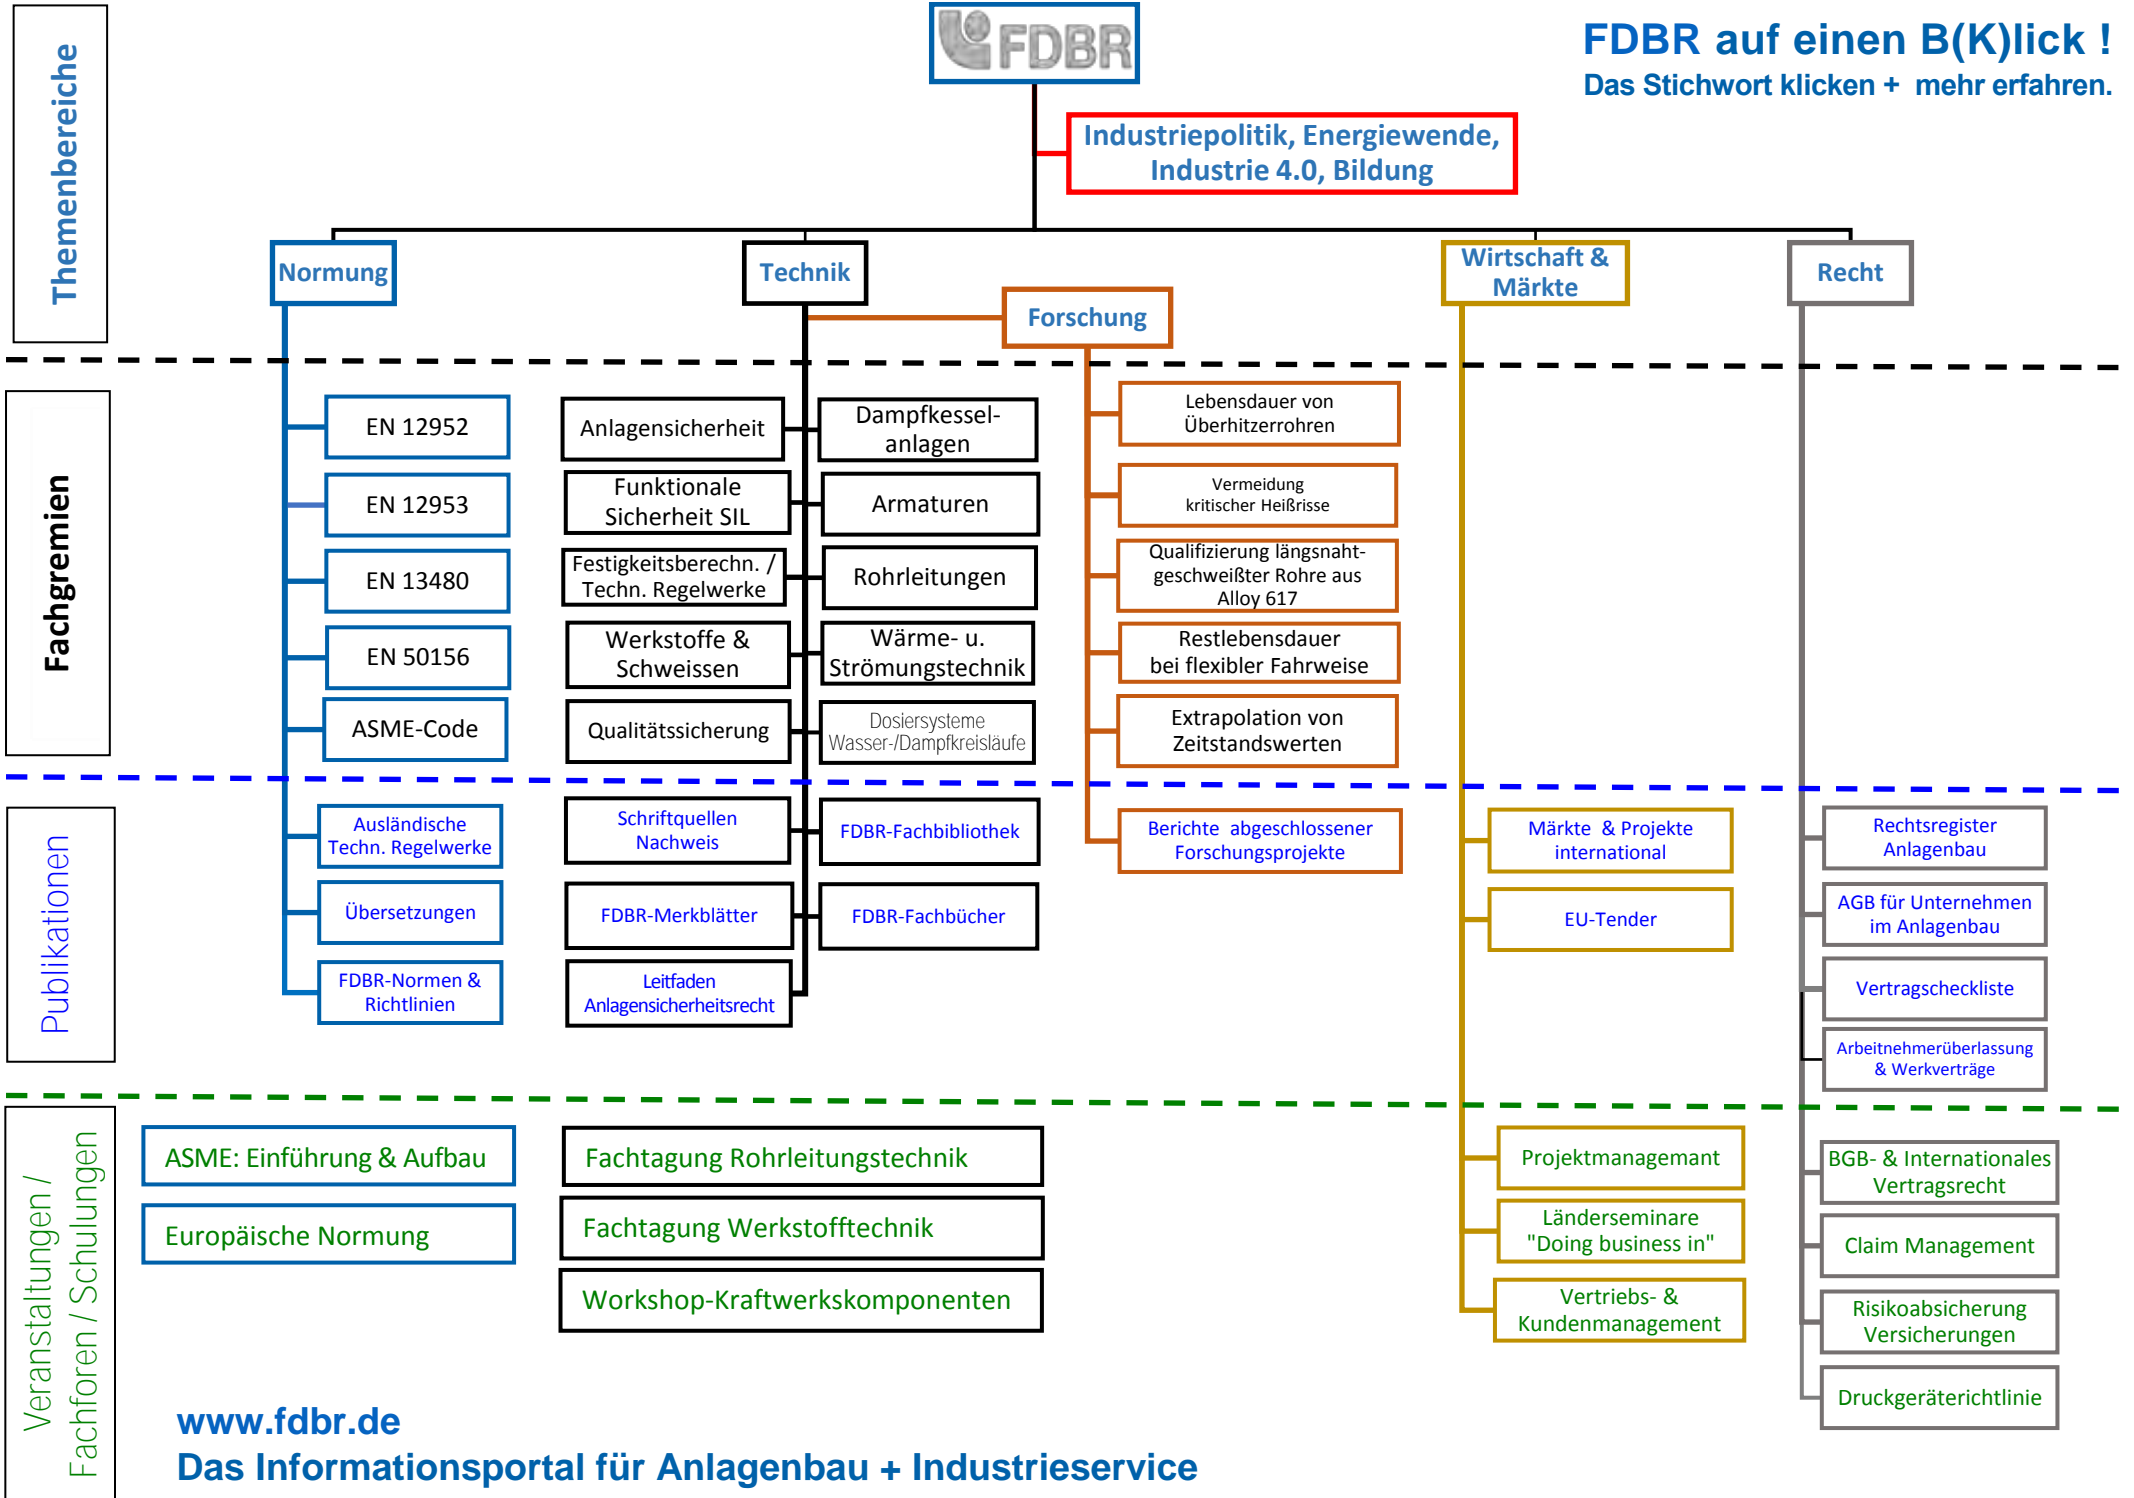 FDBR
FDBR auf einen B(K)lick !
Das Stichwort klicken + mehr erfahren.
Themenbereiche
Industriepolitik, Energiewende,
Industrie 4.0, Bildung
Normung
Technik
Forschung
Wirtschaft &
Märkte
Recht
Fachgremien
EN 12952
EN 12953
EN 13480
EN 50156
ASME-Code
Anlagensicherheit
Funktionale
Sicherheit SIL
Festigkeitsberechn. /
Techn. Regelwerke
Werkstoffe &
Schweissen
Qualitätssicherung
Dampfkessel-
anlagen
Armaturen
Rohrleitungen
Wärme- u.
Strömungstechnik
Dosiersysteme
Wasser-/Dampfkreisläufe
Lebensdauer von
Überhitzerrohren
Vermeidung
kritischer Heißrisse
Qualifizierung längsnaht-
geschweißter Rohre aus
Alloy 617
Restlebensdauer
bei flexibler Fahrweise
Extrapolation von
Zeitstandswerten
Publikationen
Ausländische
Techn. Regelwerke
Übersetzungen
FDBR-Normen &
Richtlinien
Schriftquellen
Nachweis
FDBR-Merkblätter
Leitfaden
Anlagensicherheitsrecht
FDBR-Fachbibliothek
FDBR-Fachbücher
Berichte abgeschlossener
Forschungsprojekte
Märkte & Projekte
international
EU-Tender
Rechtsregister
Anlagenbau
AGB für Unternehmen
im Anlagenbau
Vertragscheckliste
Arbeitnehmerüberlassung
& Werkverträge
Veranstaltungen /
Fachforen / Schulungen
ASME: Einführung & Aufbau
Europäische Normung
Fachtagung Rohrleitungstechnik
Fachtagung Werkstofftechnik
Workshop-Kraftwerkskomponenten
Projektmanagemant
Länderseminare
"Doing business in"
Vertriebs- &
Kundenmanagement
BGB- & Internationales
Vertragsrecht
Claim Management
Risikoabsicherung
Versicherungen
Druckgeräterichtlinie
www.fdbr.de
Das Informationsportal für Anlagenbau + Industrieservice